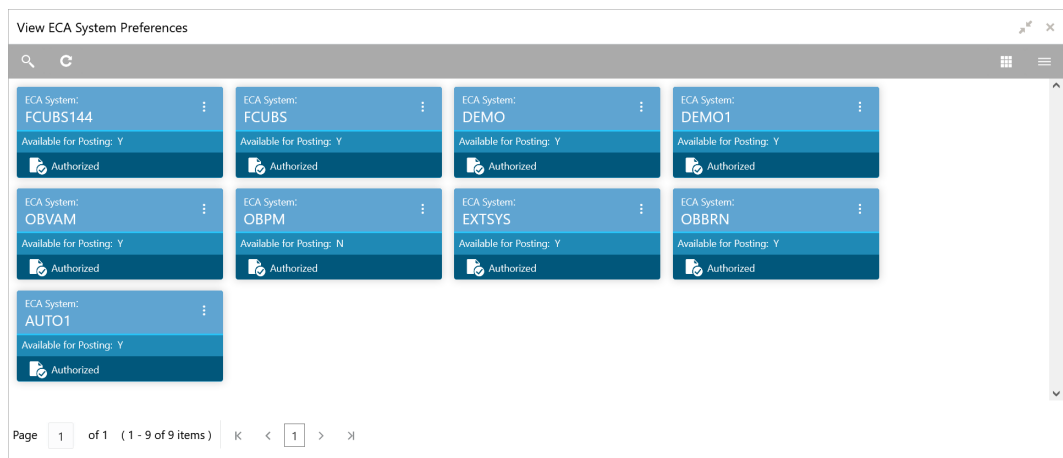 View ECA System Preferences
ECA System:
FCUBS144
Available for Posting: Y
Authorized
ECA System:
FCUBS
Available for Posting: Y
Authorized
ECA System:
DEMO
Available for Posting: Y
Authorized
ECA System:
DEMO1
Available for Posting: Y
Authorized
ECA System:
OBVAM
Available for Posting: Y
Authorized
ECA System:
OBPM
Available for Posting: N
Authorized
ECA System:
EXTSYS
Available for Posting: Y
Authorized
ECA System:
OBBRN
Available for Posting: Y
Authorized
ECA System:
AUTO1
Available for Posting: Y
Authorized
Page 1 of 1 ( 1 - 9 of 9 items ) 1